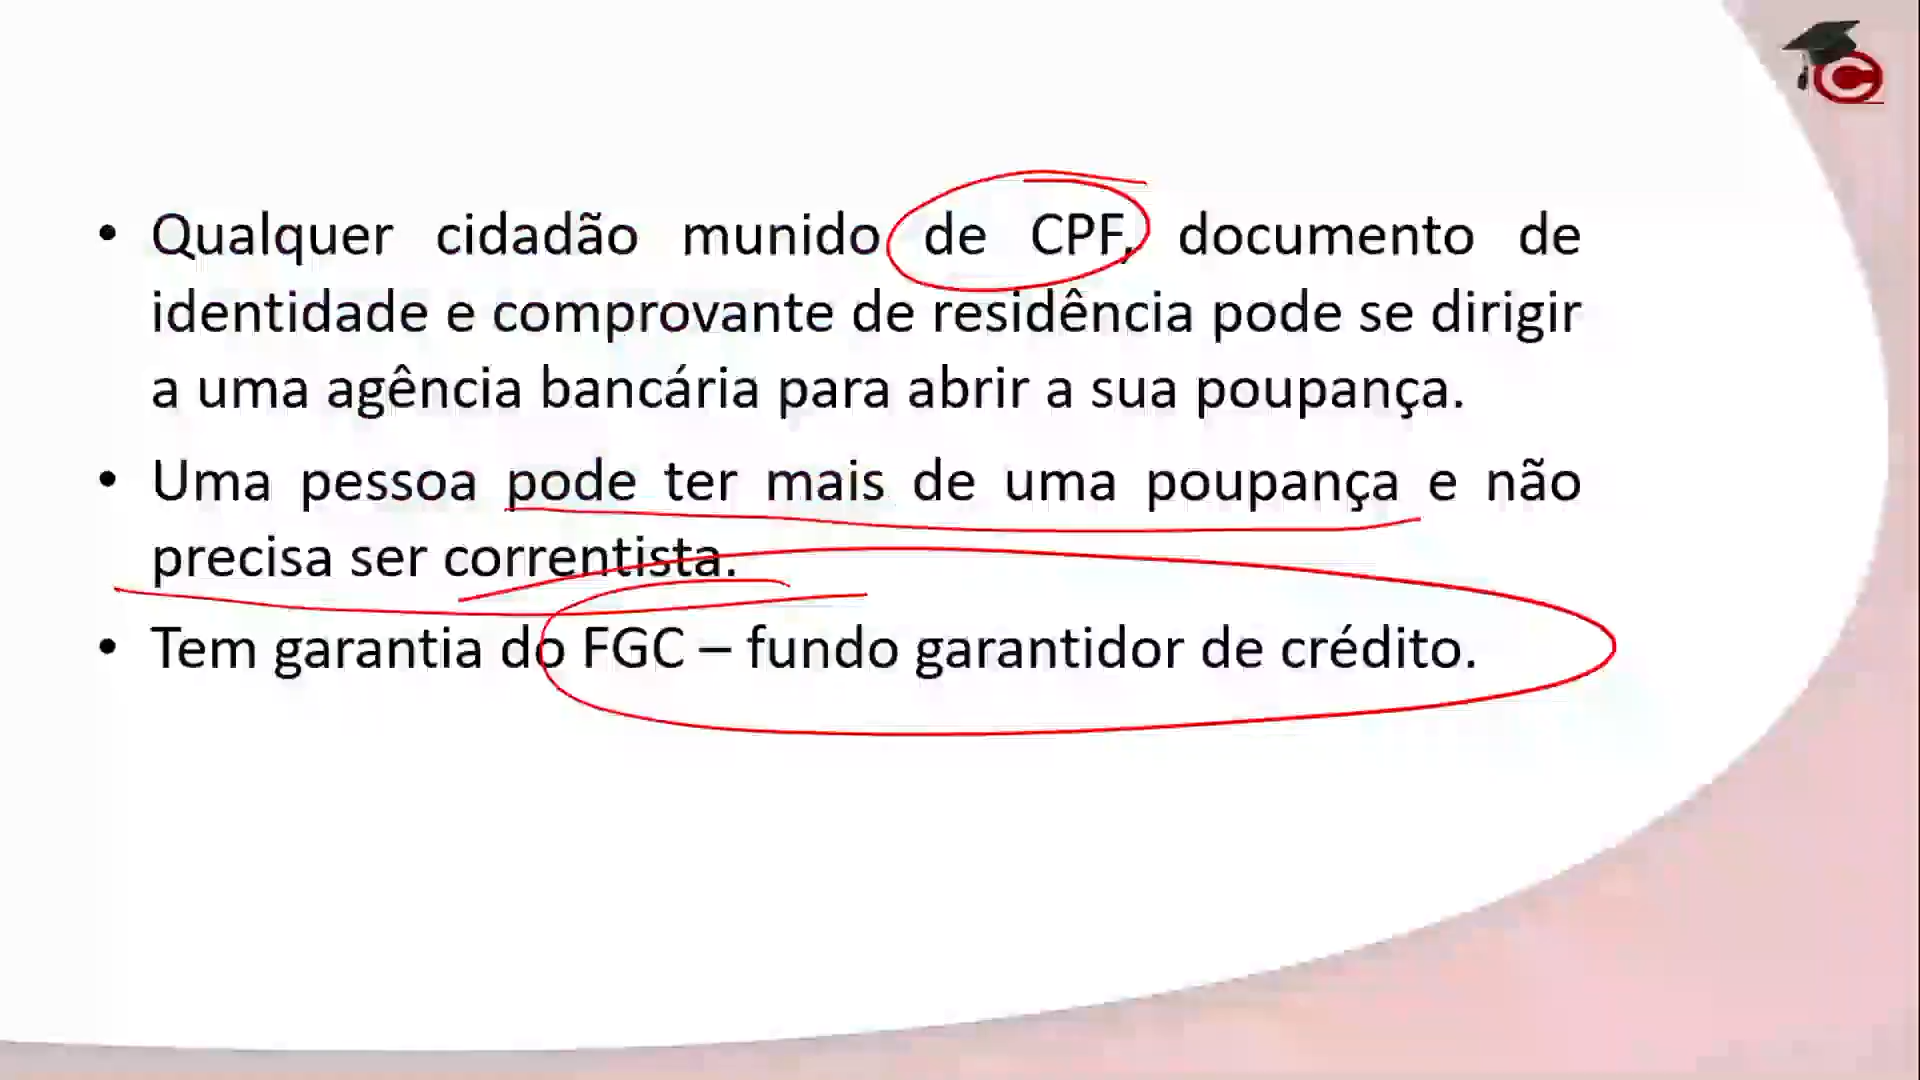 • Qualquer cidadão munido de CPF, documento de
identidade e comprovante de residência pode se dirigir
a uma agência bancária para abrir a sua poupança.
• Uma pessoa pode ter mais de uma poupança e não
precisa ser correntista.
• Tem garantia do FGC – fundo garantidor de crédito.